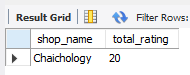 Result Grid Filter Rows:
shop_name total_rating
Chaichology 20